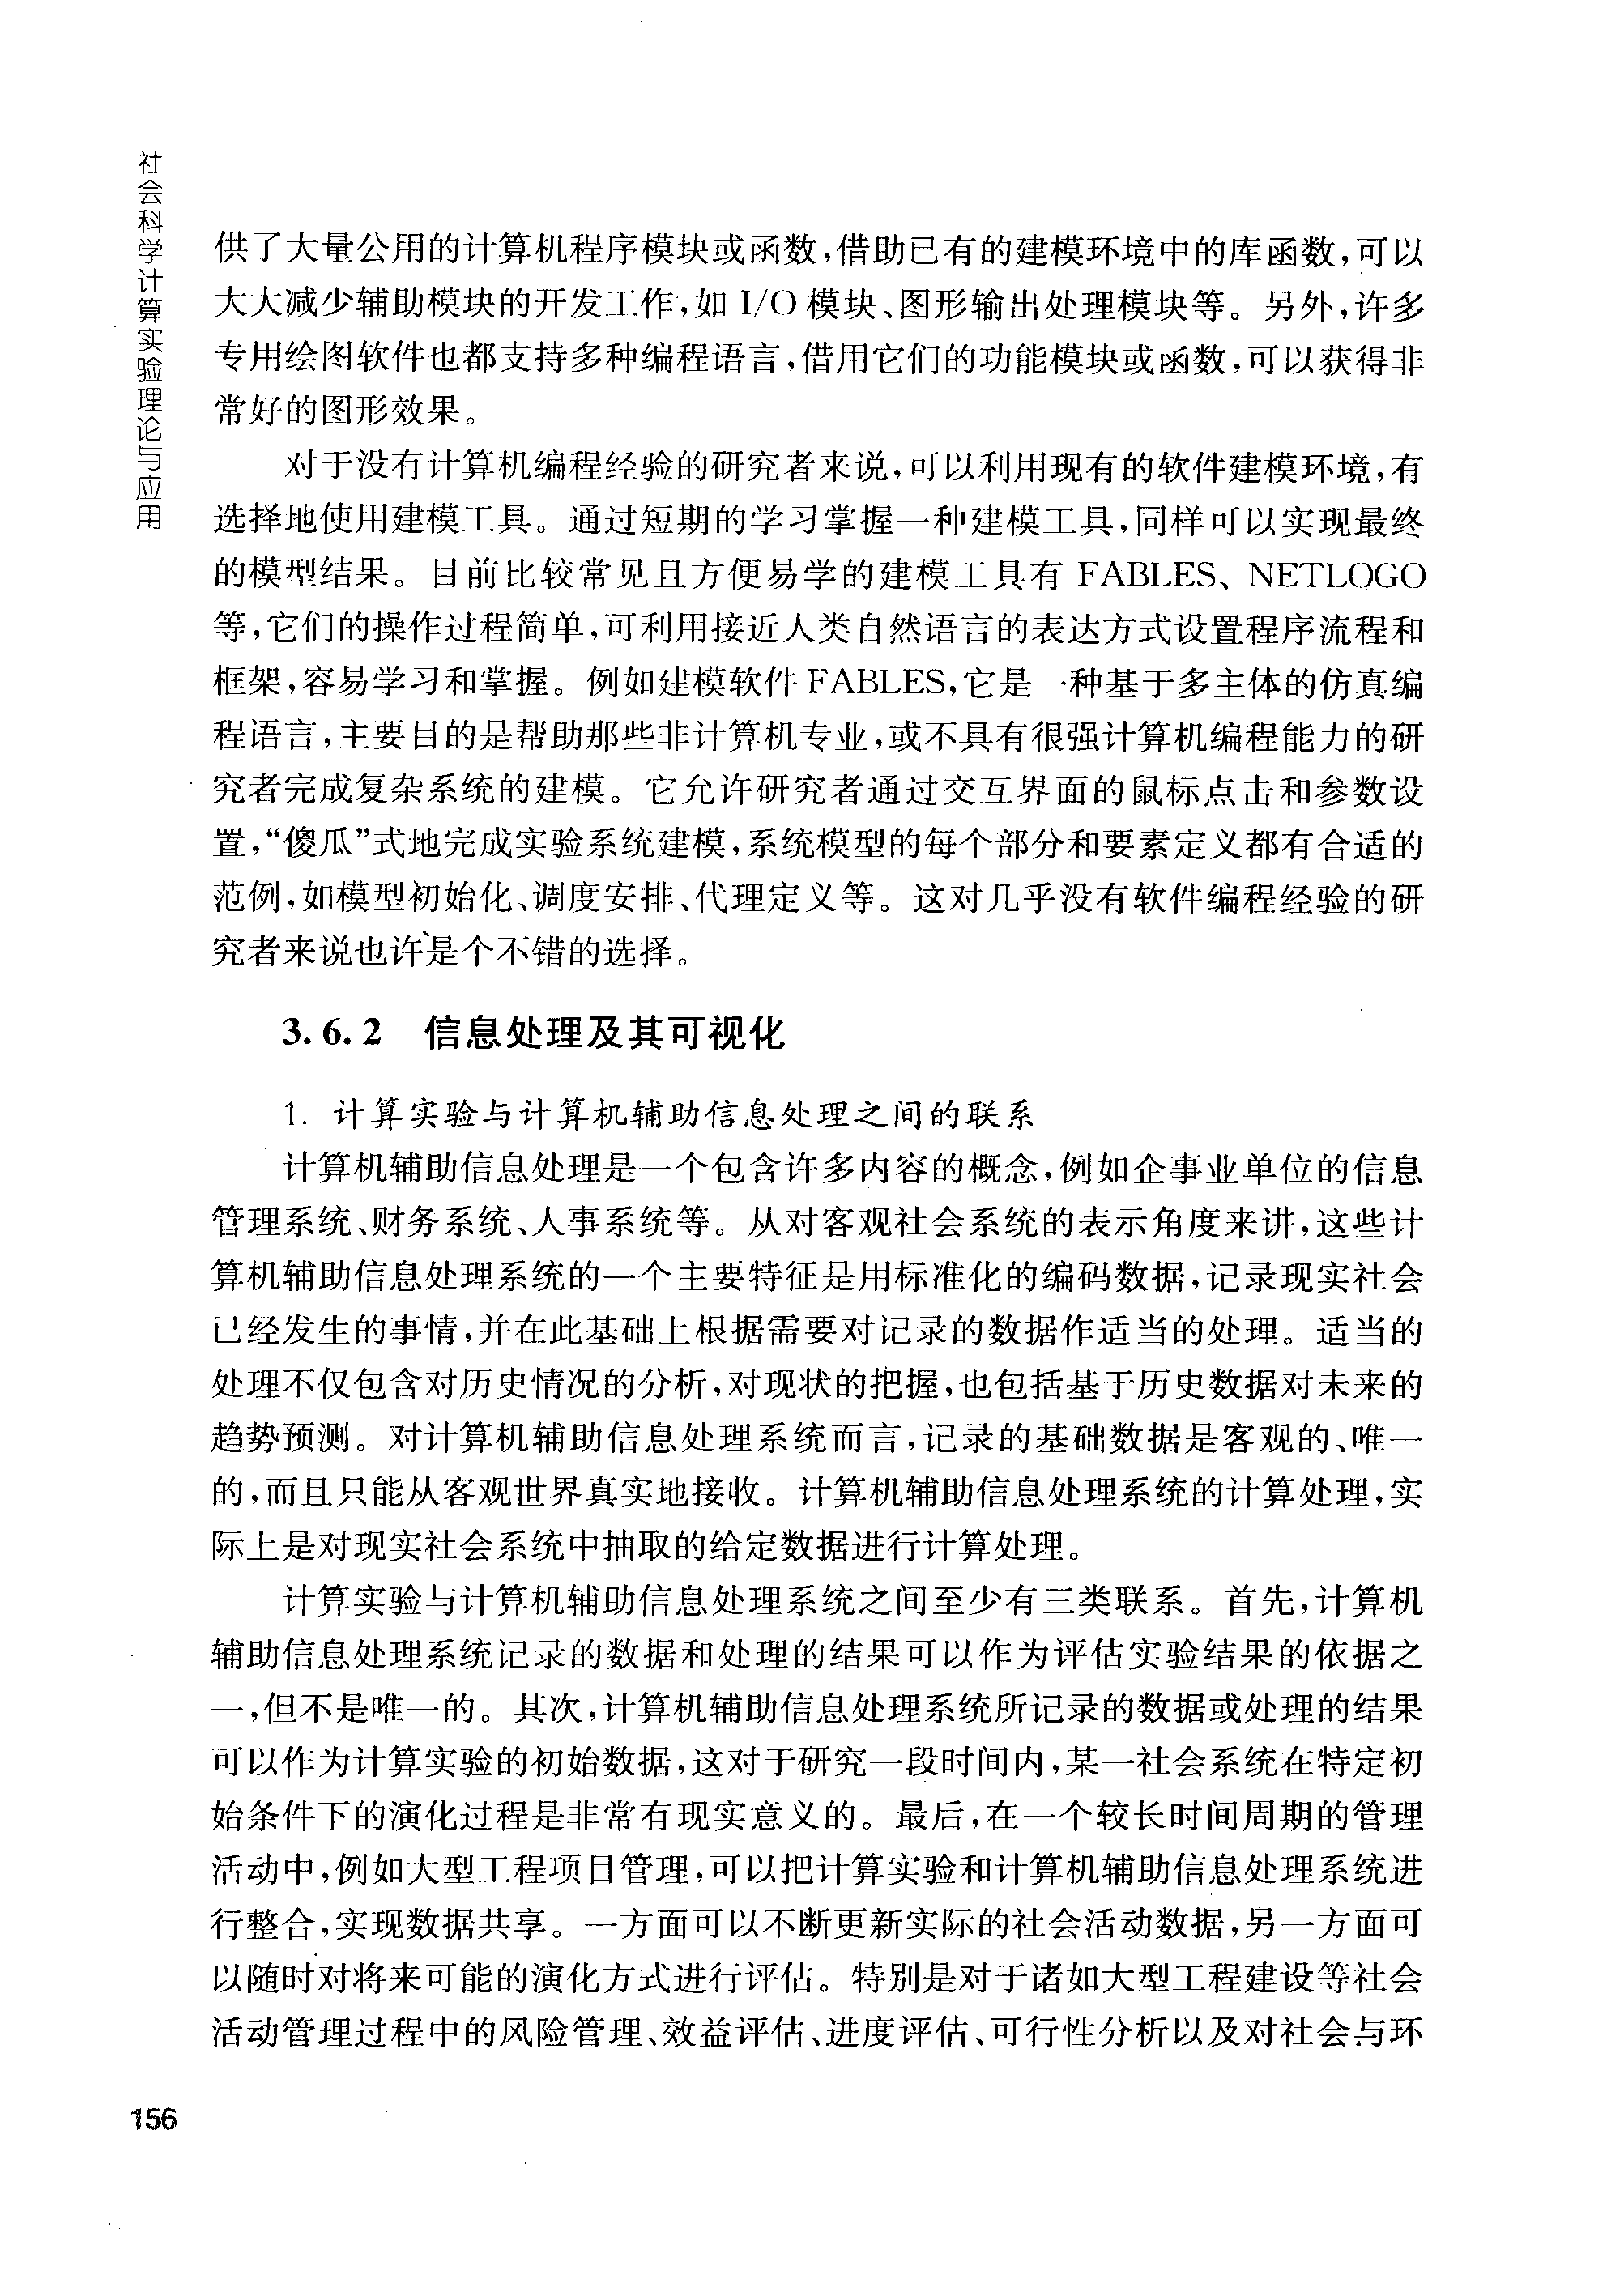 社会科学计算实验理论与应用
供了大量公用的计算机程序模块或函数,借助已有的建模环境中的库函数,可以
大大减少辅助模块的开发工作,如 I/O 模块、图形输出处理模块等。另外,许多
专用绘图软件也都支持多种编程语言,借用它们的功能模块或函数,可以获得非
常好的图形效果。
对于没有计算机编程经验的研究者来说,可以利用现有的软件建模环境,有
选择地使用建模工具。通过短期的学习掌握一种建模工具,同样可以实现最终
的模型结果。目前比较常见且方便易学的建模工具有 FABLES、NETLOGO
等,它们的操作过程简单,可利用接近人类自然语言的表达方式设置程序流程和
框架,容易学习和掌握。例如建模软件 FABLES,它是一种基于多主体的仿真编
程语言,主要目的是帮助那些非计算机专业,或不具有很强计算机编程能力的研
究者完成复杂系统的建模。它允许研究者通过交互界面的鼠标点击和参数设
置,“傻瓜”式地完成实验系统建模,系统模型的每个部分和要素定义都有合适的
范例,如模型初始化、调度安排、代理定义等。这对几乎没有软件编程经验的研
究者来说也许是个不错的选择。
3.6.2 信息处理及其可视化
1. 计算实验与计算机辅助信息处理之间的联系
计算机辅助信息处理是一个包含许多内容的概念,例如企事业单位的信息
管理系统、财务系统、人事系统等。从对客观社会系统的表示角度来讲,这些计
算机辅助信息处理系统的一个主要特征是用标准化的编码数据,记录现实社会
已经发生的事情,并在此基础上根据需要对记录的数据作适当的处理。适当的
处理不仅包含对历史情况的分析,对现状的把握,也包括基于历史数据对未来的
趋势预测。对计算机辅助信息处理系统而言,记录的基础数据是客观的、唯一
的,而且只能从客观世界真实地接收。计算机辅助信息处理系统的计算处理,实
际上是对现实社会系统中抽取的给定数据进行计算处理。
计算实验与计算机辅助信息处理系统之间至少有三类联系。首先,计算机
辅助信息处理系统记录的数据和处理的结果可以作为评估实验结果的依据之
一,但不是唯一的。其次,计算机辅助信息处理系统所记录的数据或处理的结果
可以作为计算实验的初始数据,这对于研究一段时间内,某一社会系统在特定初
始条件下的演化过程是非常有现实意义的。最后,在一个较长时间周期的管理
活动中,例如大型工程项目管理,可以把计算实验和计算机辅助信息处理系统进
行整合,实现数据共享。一方面可以不断更新实际的社会活动数据,另一方面可
以随时对将来可能的演化方式进行评估。特别是对于诸如大型工程建设等社会
活动管理过程中的风险管理、效益评估、进度评估、可行性分析以及对社会与环
156